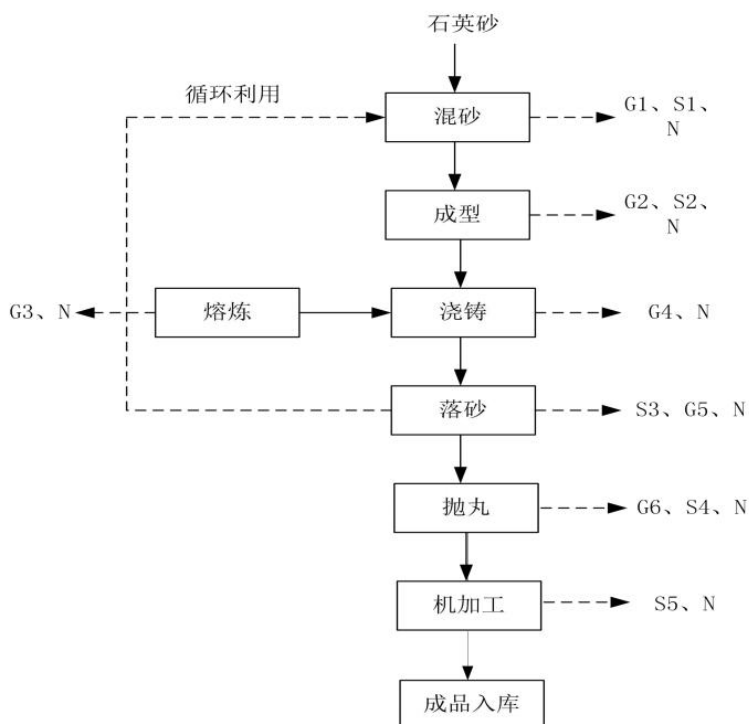 石英砂
循环利用
混砂
G1、S1、
N
成型
G2、S2、
N
G3、N
熔炼
浇铸
G4、N
落砂
S3、G5、N
抛丸
G6、S4、N
机加工
S5、N
成品入库